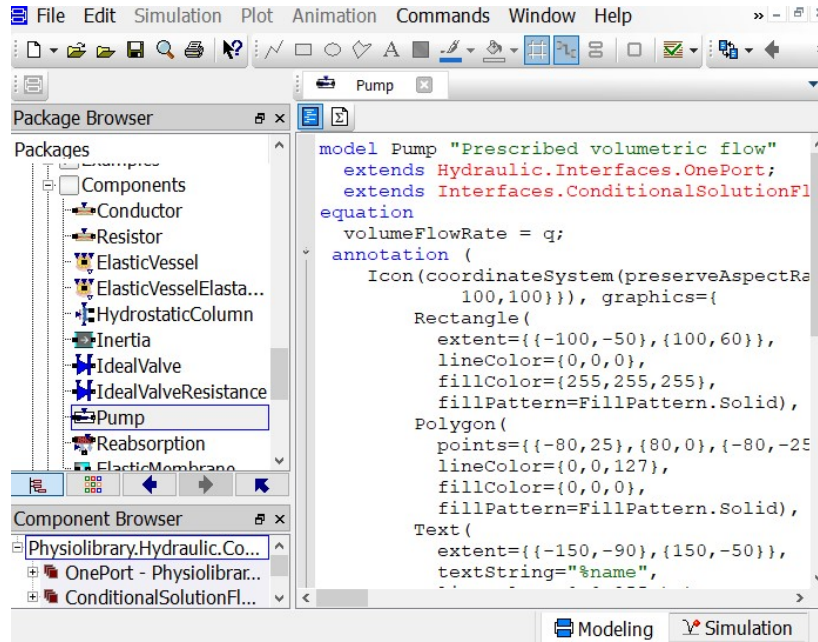 File Edit Simulation Plot Animation Commands Window Help
Pump
Package Browser
Packages
Examples
Components
Conductor
Resistor
ElasticVessel
ElasticVesselElasta...
HydrostaticColumn
Inertia
IdealValve
IdealValveResistance
Pump
Reabsorption
ElasticMembrane
Component Browser
Physiolibrary.Hydraulic.Co...
OnePort - Physiolibrar...
ConditionalSolutionFl...
model Pump "Prescribed volumetric flow"
extends Hydraulic.Interfaces.OnePort;
extends Interfaces.ConditionalSolutionFl
equation
volumeFlowRate = q;
annotation (
Icon(coordinateSystem(preserveAspectRa
100,100}}), graphics={
Rectangle(
extent={{-100,-50},{100,60}},
lineColor={0,0,0},
fillColor={255,255,255},
fillPattern=FillPattern.Solid),
Polygon(
points={{-80,25},{80,0},{-80,-25
lineColor={0,0,127},
fillColor={0,0,0},
fillPattern=FillPattern.Solid),
Text(
extent={{-150,-90},{150,-50}},
textString="%name",
Modeling Simulation